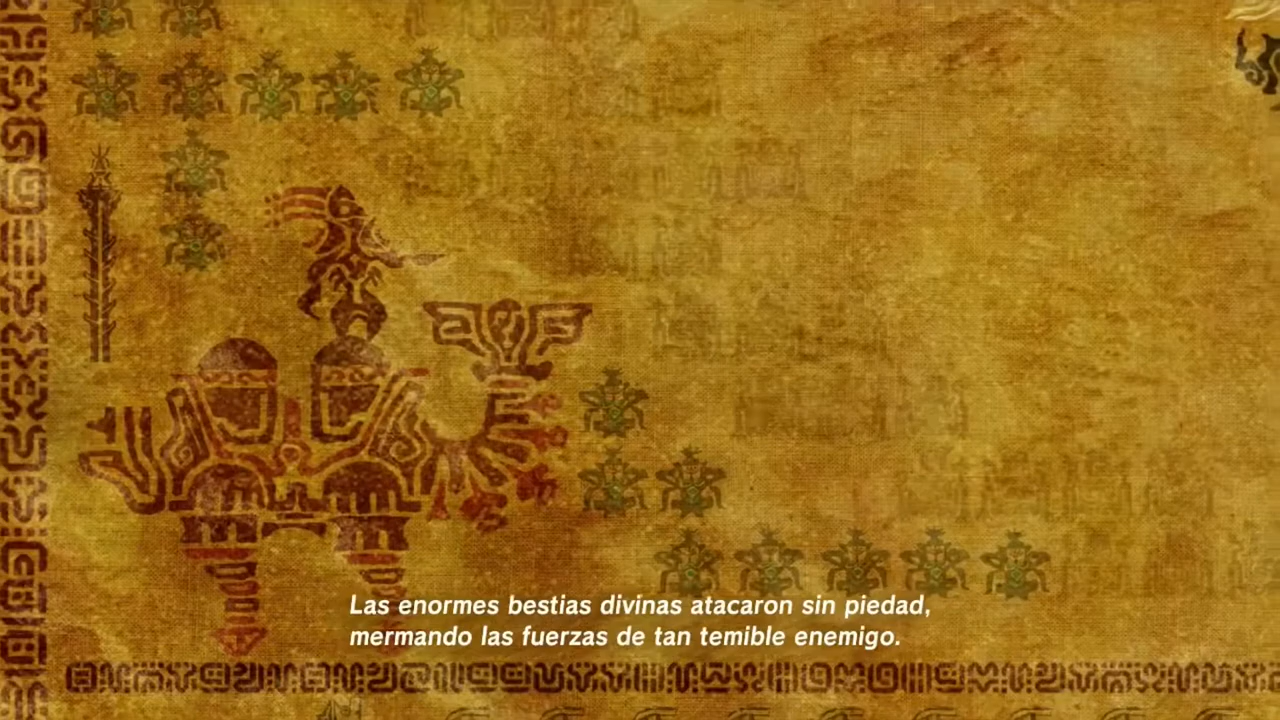 Las enormes bestias divinas atacaron sin piedad,
mermando las fuerzas de tan temible enemigo.